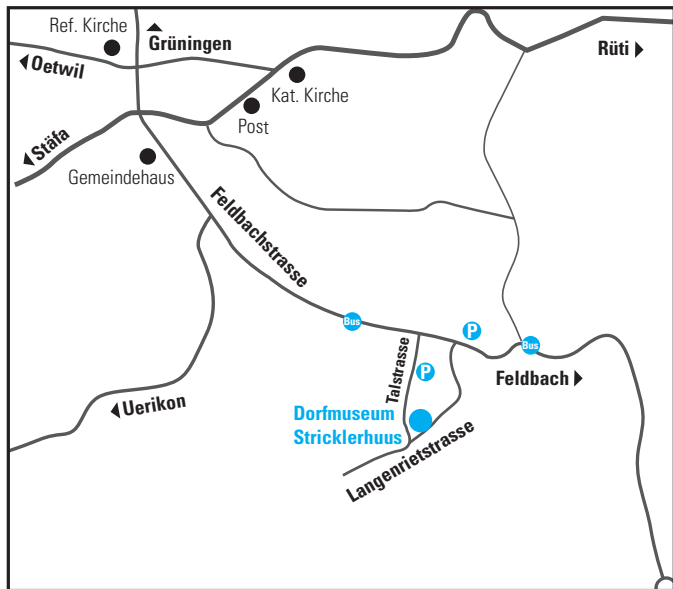 Ref. Kirche
Grüningen
Rüti
Oetwil
Kat. Kirche
Post
Stäfa
Gemeindehaus
Feldbachstrasse
Bus
P
Bus
Talstrasse
P
Feldbach
Uerikon
Dorfmuseum
Stricklerhuus
Langenrietstrasse